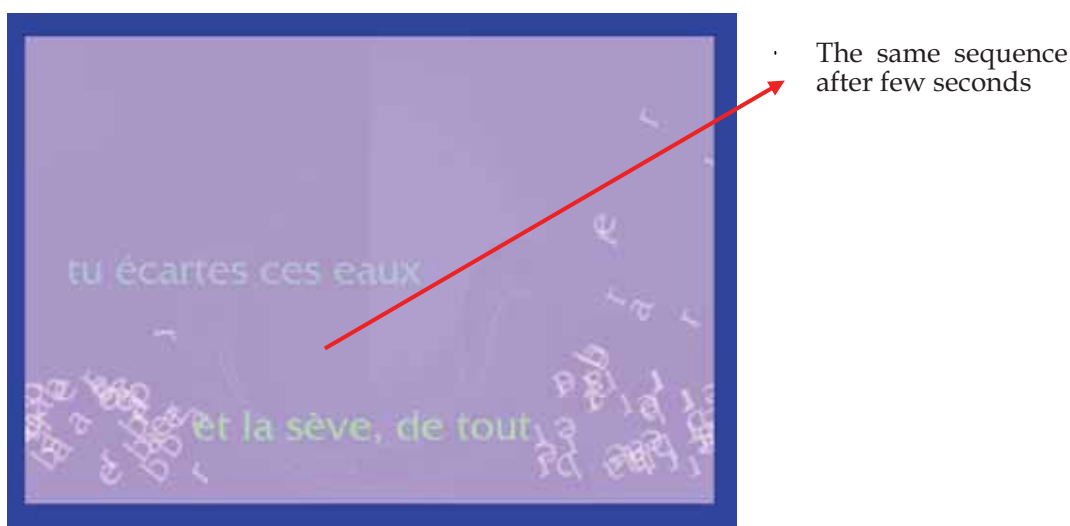 The same sequence
after few seconds
tu écartes ces eaux
et la sève, de tout